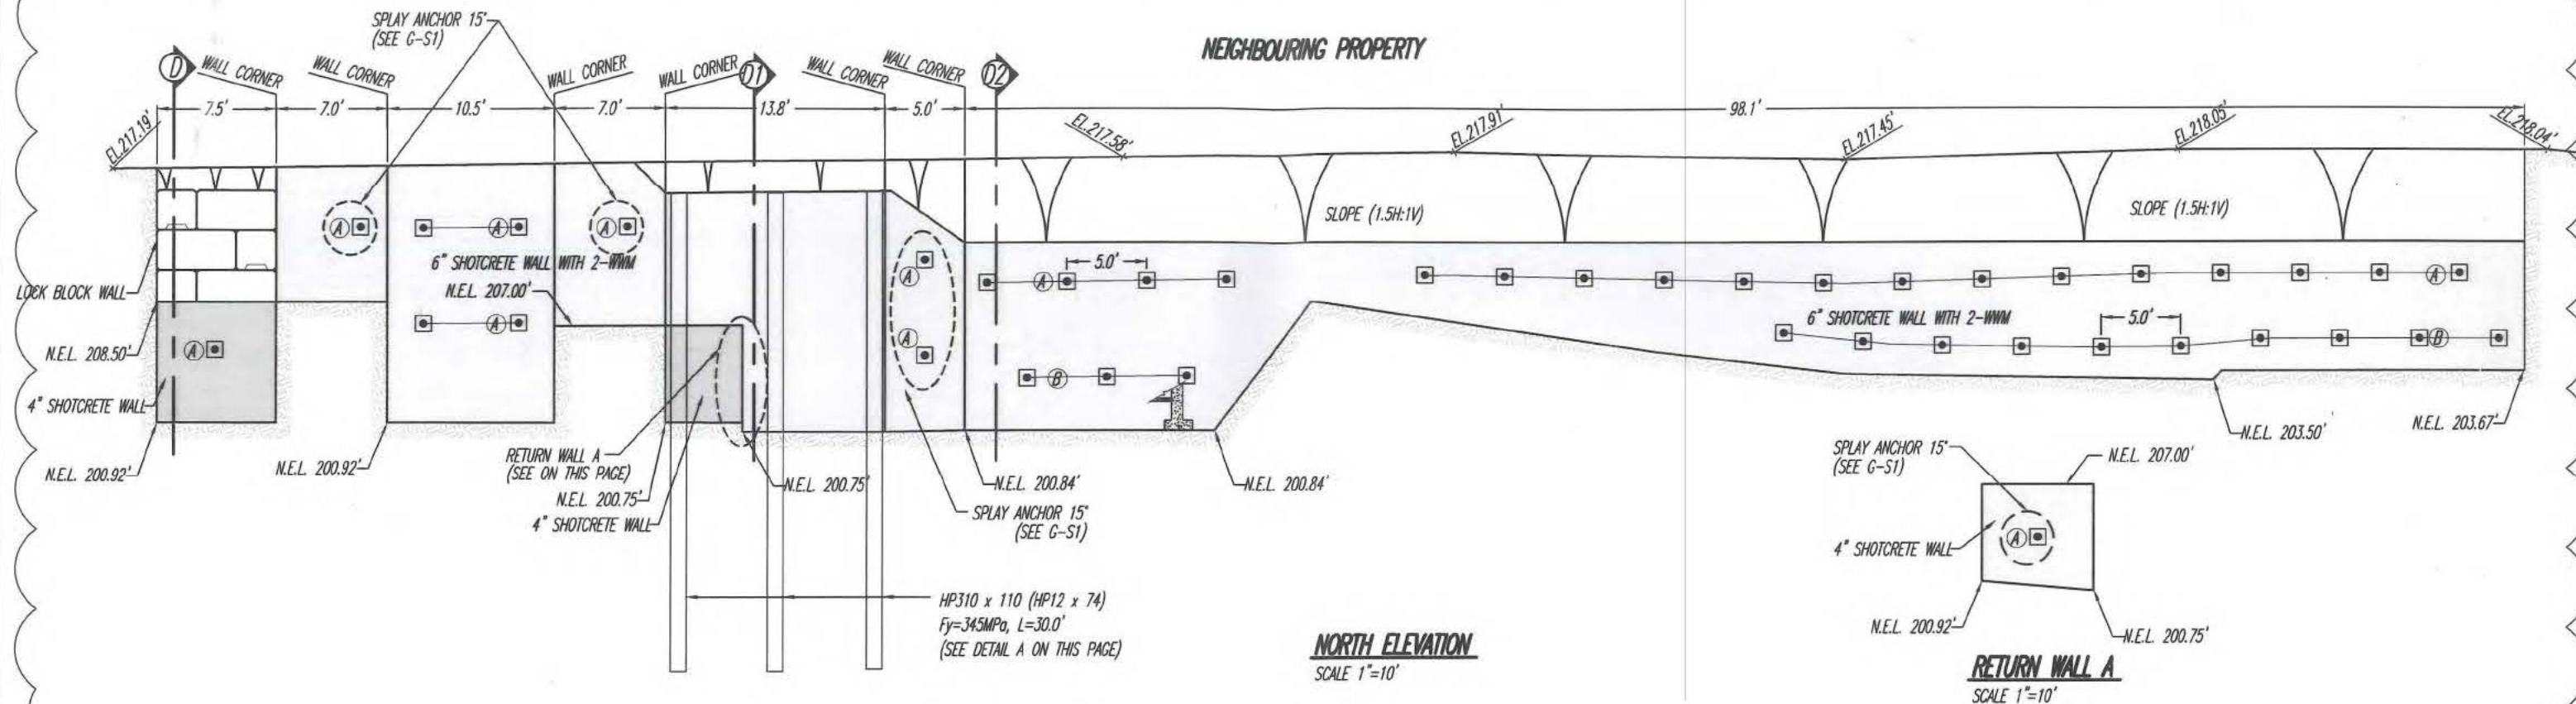 SPLAY ANCHOR 15°
(SEE G-S1)
NEIGHBOURING PROPERTY
D
WALL CORNER
WALL CORNER
WALL CORNER
WALL CORNER
D1
WALL CORNER
WALL CORNER
D2
7.5'
7.0'
10.5'
7.0'
13.8'
5.0'
98.1'
EL.217.19'
EL.217.58'
EL.217.91'
EL.217.45'
EL.218.05'
EL.218.04'
SLOPE (1.5H:1V)
SLOPE (1.5H:1V)
A
A
A
6" SHOTCRETE WALL WITH 2-WWM
A
A
5.0'
A
LOCK BLOCK WALL
N.E.L. 207.00'
A
A
6" SHOTCRETE WALL WITH 2-WWM
5.0'
B
N.E.L. 208.50'
A
B
4" SHOTCRETE WALL
N.E.L. 200.92'
N.E.L. 200.92'
RETURN WALL A
(SEE ON THIS PAGE)
N.E.L. 200.75'
4" SHOTCRETE WALL
N.E.L. 200.75'
N.E.L. 200.84'
SPLAY ANCHOR 15°
(SEE G-S1)
N.E.L. 200.84'
N.E.L. 203.50'
N.E.L. 203.67'
SPLAY ANCHOR 15°
(SEE G-S1)
N.E.L. 207.00'
4" SHOTCRETE WALL
A
N.E.L. 200.92'
N.E.L. 200.75'
HP310 x 110 (HP12 x 74)
Fy=345MPa, L=30.0'
(SEE DETAIL A ON THIS PAGE)
NORTH ELEVATION
SCALE 1"=10'
RETURN WALL A
SCALE 1"=10'